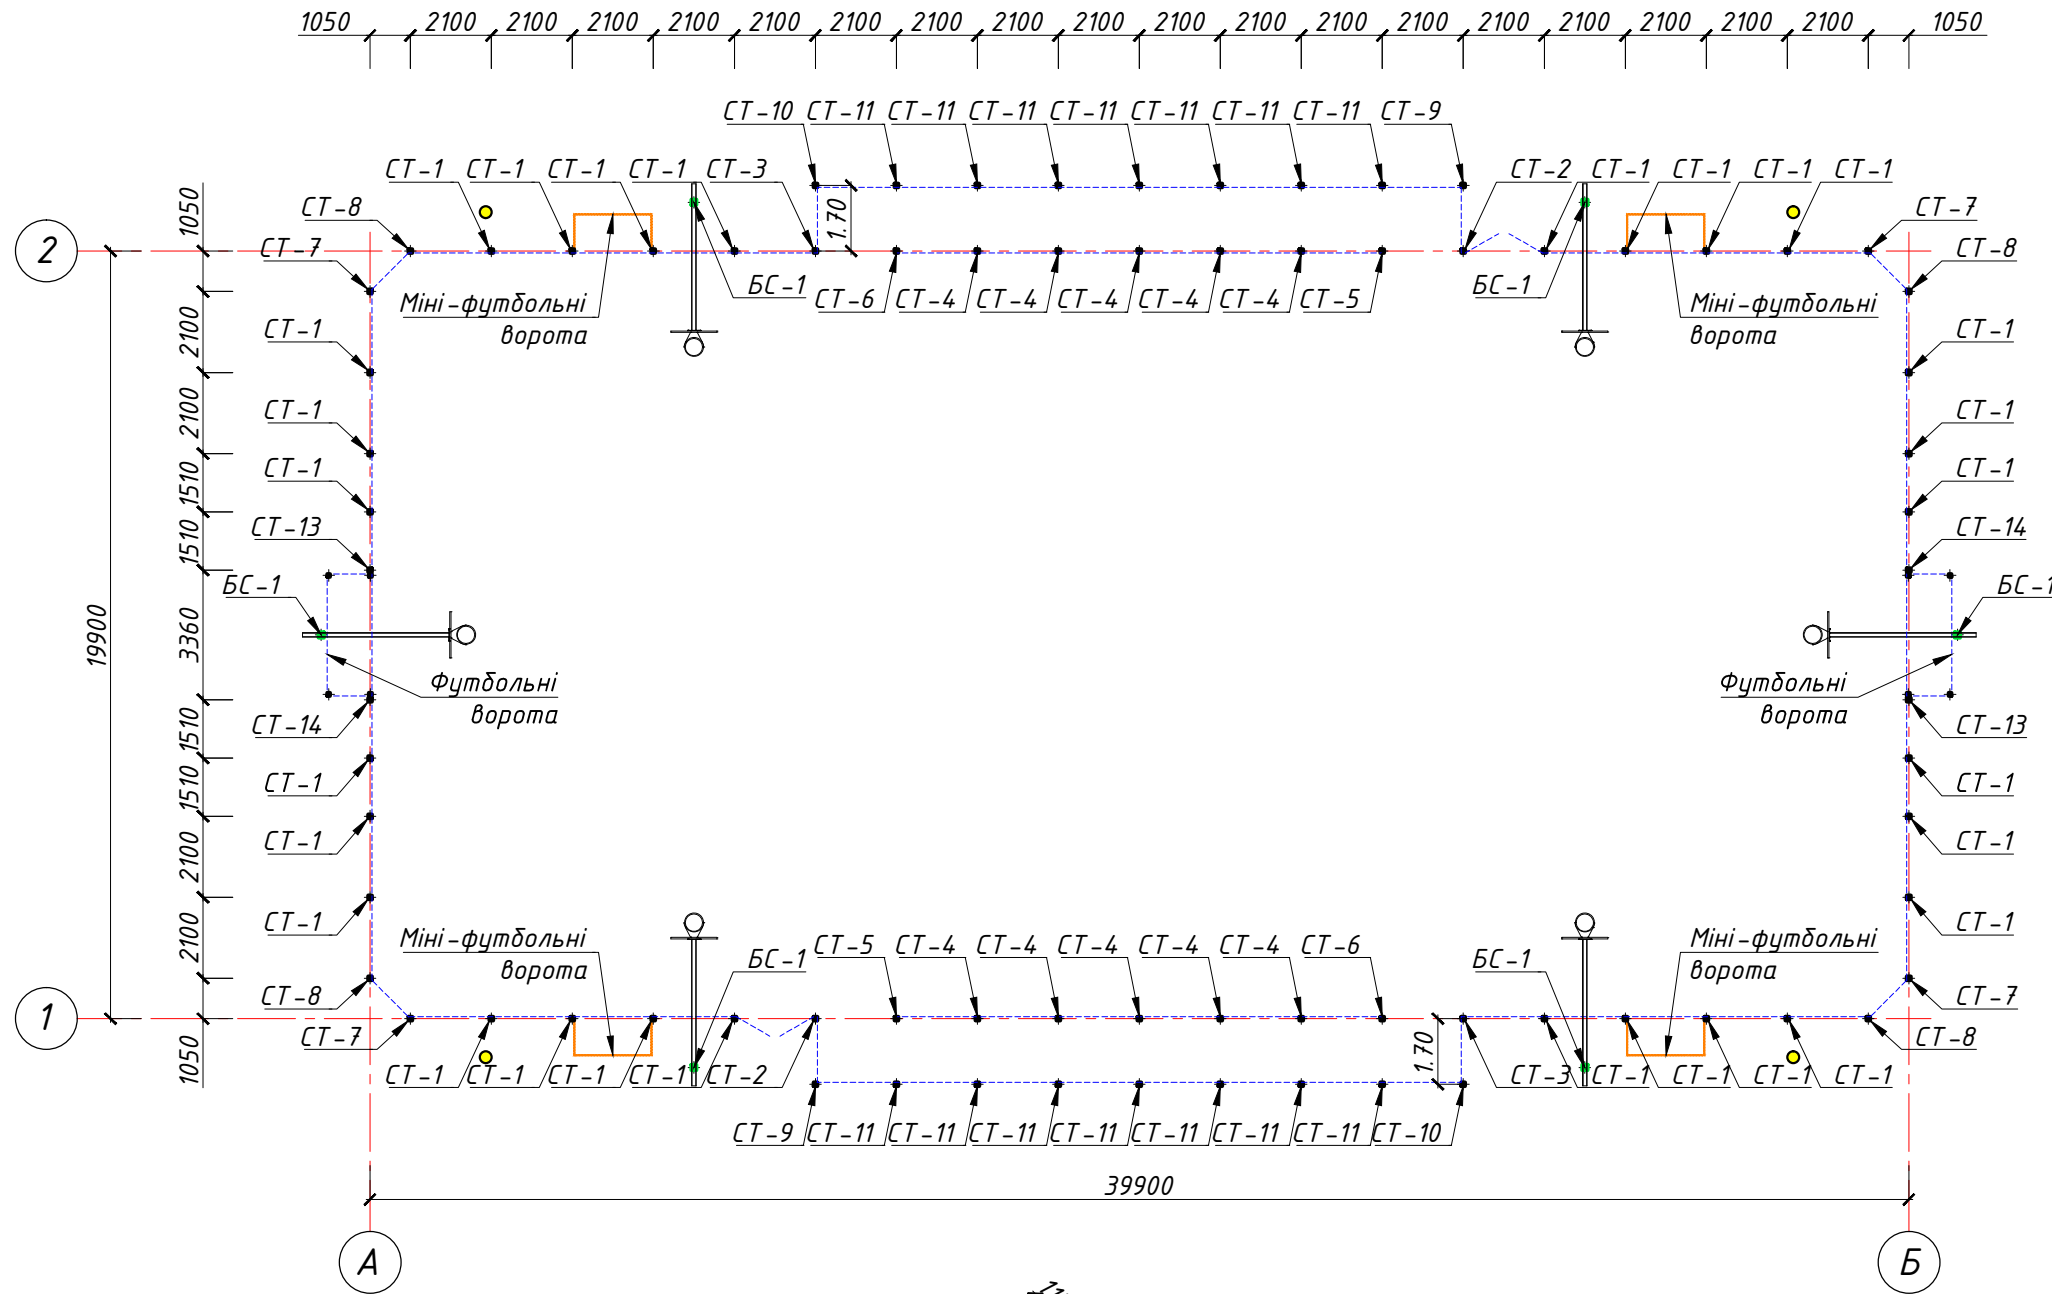 1050 2100 2100 2100 2100 2100 2100 2100 2100 2100 2100 2100 2100 2100 2100 2100 2100 2100 2100 1050
СТ-10 СТ-11 СТ-11 СТ-11 СТ-11 СТ-11 СТ-11 СТ-11 СТ-9
СТ-1 СТ-1 СТ-1 СТ-1 СТ-3 СТ-2 СТ-1 СТ-1 СТ-1 СТ-1
СТ-8 СТ-7
1050
1.70
2
СТ-7 СТ-8
БС-1 СТ-6 СТ-4 СТ-4 СТ-4 СТ-4 СТ-4 СТ-5 БС-1
Міні-футбольні
ворота
Міні-футбольні
ворота
2100
СТ-1 СТ-1
2100
СТ-1 СТ-1
1510
СТ-1 СТ-1
1510
СТ-13 СТ-14
БС-1 БС-1
19900
3360
Футбольні
ворота
Футбольні
ворота
СТ-14 СТ-13
1510
1510
СТ-1 СТ-1
2100
СТ-1 СТ-1
2100
СТ-1 СТ-1
Міні-футбольні
ворота
БС-1 СТ-5 СТ-4 СТ-4 СТ-4 СТ-4 СТ-4 СТ-6 БС-1
Міні-футбольні
ворота
СТ-8 СТ-7
1
СТ-7 СТ-8
1050
1.70
СТ-1 СТ-1 СТ-1 СТ-1 СТ-2 СТ-3 СТ-1 СТ-1 СТ-1 СТ-1
СТ-9 СТ-11 СТ-11 СТ-11 СТ-11 СТ-11 СТ-11 СТ-11 СТ-10
39900
А Б